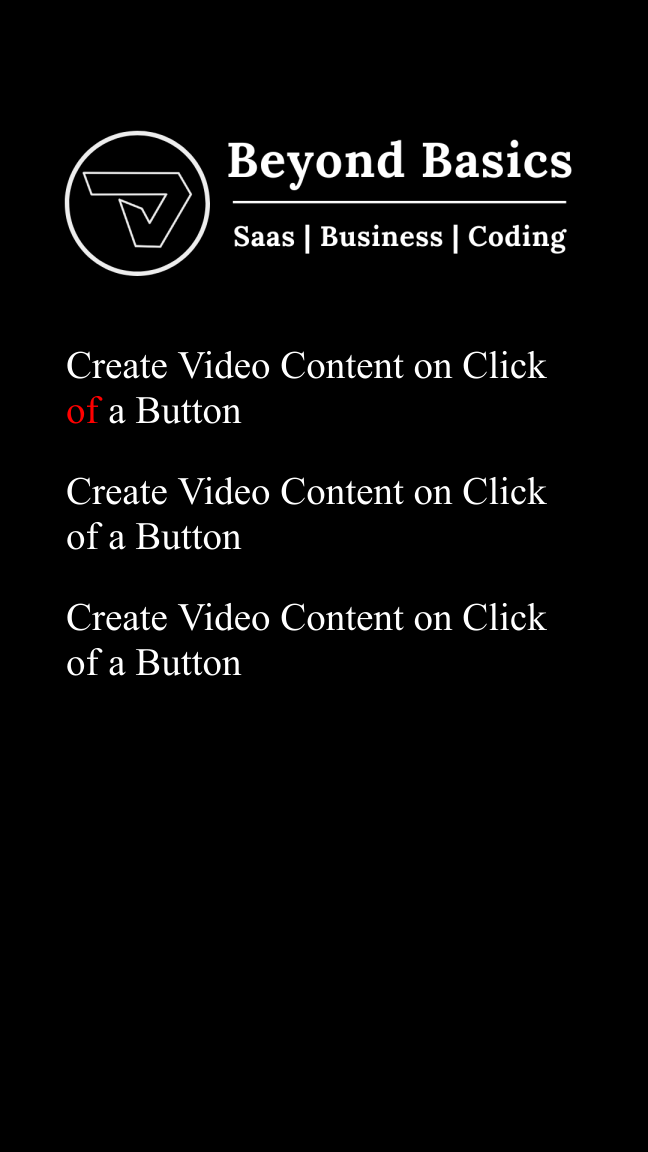 Beyond Basics
Saas | Business | Coding
Create Video Content on Click
of a Button
Create Video Content on Click
of a Button
Create Video Content on Click
of a Button